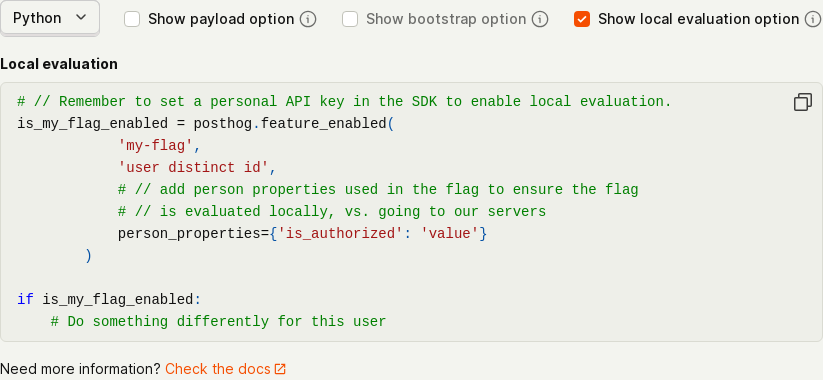 Python Show payload option Show bootstrap option Show local evaluation option
Local evaluation
# // Remember to set a personal API key in the SDK to enable local evaluation.
is_my_flag_enabled = posthog.feature_enabled(
            'my-flag',
            'user distinct id',
            # // add person properties used in the flag to ensure the flag
            # // is evaluated locally, vs. going to our servers
            person_properties={'is_authorized': 'value'}
        )
if is_my_flag_enabled:
    # Do something differently for this user
Need more information? Check the docs